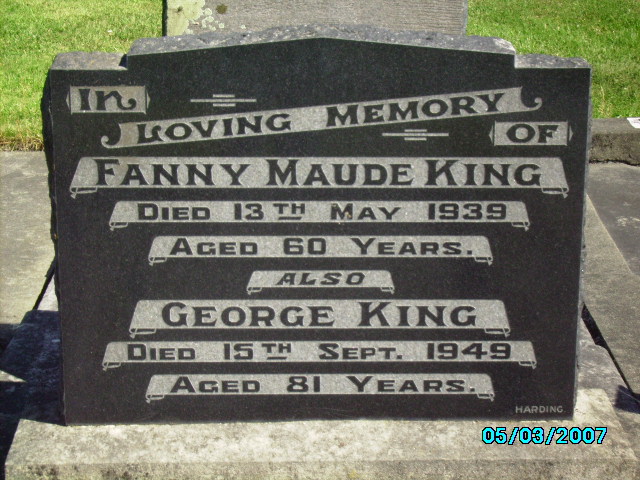 In
Loving Memory
Of
Fanny Maude King
Died 13th May 1939
Aged 60 Years.
Also
George King
Died 15th Sept. 1949
Aged 81 Years.
HARDING
05/03/2007